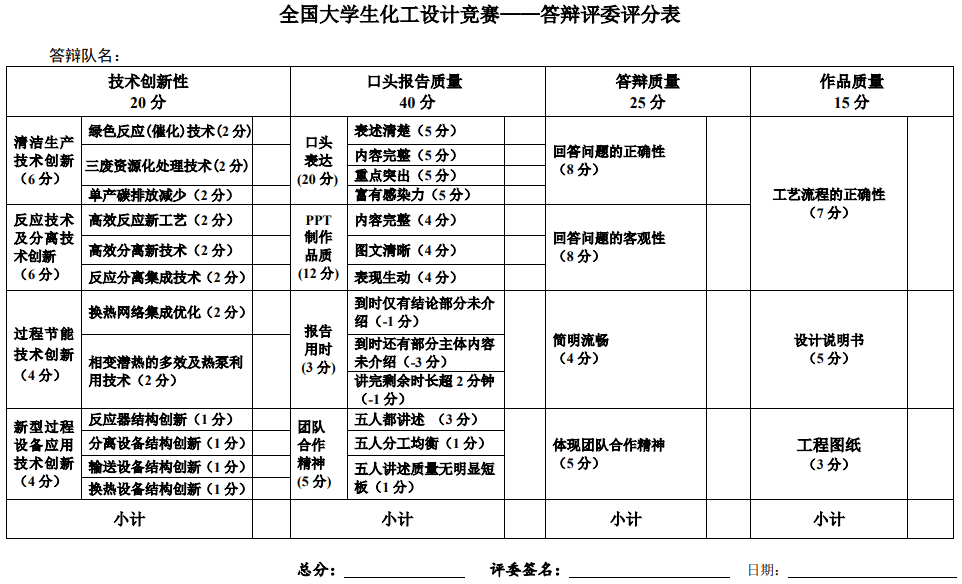 全国大学生化工设计竞赛——答辩评委评分表
答辩队名：
技术创新性
20 分
口头报告质量
40 分
答辩质量
25 分
作品质量
15 分
清洁生产
技术创新
（6 分）
绿色反应(催化)技术(2 分)
三废资源化处理技术(2 分)
单产碳排放减少（2 分）
反应技术
及分离技
术创新
（6 分）
高效反应新工艺（2 分）
高效分离新技术（2 分）
反应分离集成技术（2 分）
过程节能
技术创新
（4 分）
换热网络集成优化（2 分）
相变潜热的多效及热泵利
用技术（2 分）
新型过程
设备应用
技术创新
（4 分）
反应器结构创新（1 分）
分离设备结构创新（1 分）
输送设备结构创新（1 分）
换热设备结构创新（1 分）
小计
口头
表达
(20 分)
表述清楚（5 分）
内容完整（5 分）
重点突出（5 分）
富有感染力（5 分）
PPT
制作
品质
(12 分)
内容完整（4 分）
图文清晰（4 分）
表现生动（4 分）
报告
用时
(3 分)
到时仅有结论部分未介
绍（-1 分）
到时还有部分主体内容
未介绍（-3 分）
讲完剩余时长超 2 分钟
（-1 分）
团队
合作
精神
(5 分)
五人都讲述 （3 分）
五人分工均衡（1 分）
五人讲述质量无明显短
板（1 分）
小计
回答问题的正确性
（8 分）
回答问题的客观性
（8 分）
简明流畅
（4 分）
体现团队合作精神
（5 分）
小计
工艺流程的正确性
（7 分）
设计说明书
（5 分）
工程图纸
（3 分）
小计
总分： 评委签名： 日期：